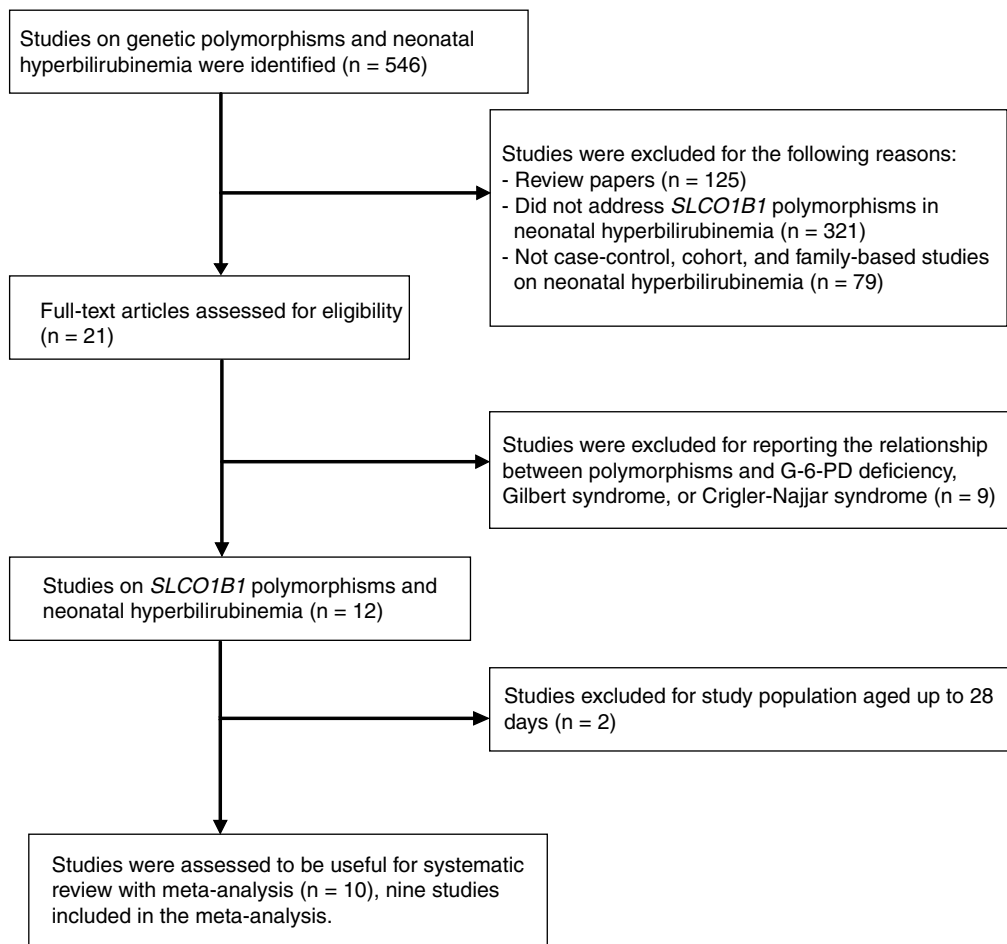 Studies on genetic polymorphisms and neonatal
hyperbilirubinemia were identified (n = 546)
Studies were excluded for the following reasons:
- Review papers (n = 125)
- Did not address SLCO1B1 polymorphisms in
neonatal hyperbilirubinemia (n = 321)
- Not case-control, cohort, and family-based studies
on neonatal hyperbilirubinemia (n = 79)
Full-text articles assessed for eligibility
(n = 21)
Studies were excluded for reporting the relationship
between polymorphisms and G-6-PD deficiency,
Gilbert syndrome, or Crigler-Najjar syndrome (n = 9)
Studies on SLCO1B1 polymorphisms and
neonatal hyperbilirubinemia (n = 12)
Studies excluded for study population aged up to 28
days (n = 2)
Studies were assessed to be useful for systematic
review with meta-analysis (n = 10), nine studies
included in the meta-analysis.